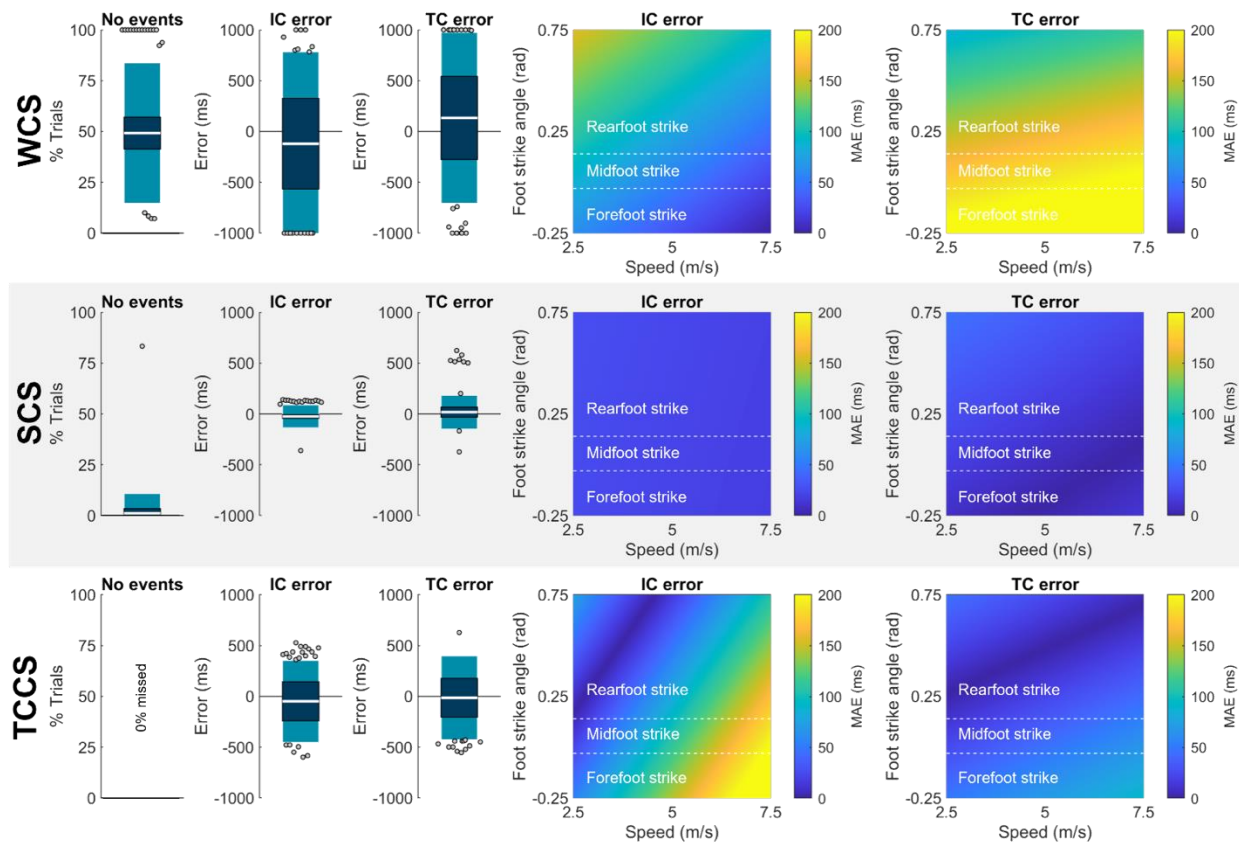 WCS
No events
% Trials
100
75
50
25
0
IC error
Error (ms)
1000
500
0
-500
-1000
TC error
Error (ms)
1000
500
0
-500
-1000
IC error
Foot strike angle (rad)
0.75
0.25
-0.25
Rearfoot strike
Midfoot strike
Forefoot strike
2.5 5 7.5
Speed (m/s)
MAE (ms)
200
150
100
50
0
TC error
Foot strike angle (rad)
0.75
0.25
-0.25
Rearfoot strike
Midfoot strike
Forefoot strike
2.5 5 7.5
Speed (m/s)
MAE (ms)
200
150
100
50
0
SCS
No events
% Trials
100
75
50
25
0
IC error
Error (ms)
1000
500
0
-500
-1000
TC error
Error (ms)
1000
500
0
-500
-1000
IC error
Foot strike angle (rad)
0.75
0.25
-0.25
Rearfoot strike
Midfoot strike
Forefoot strike
2.5 5 7.5
Speed (m/s)
MAE (ms)
200
150
100
50
0
TC error
Foot strike angle (rad)
0.75
0.25
-0.25
Rearfoot strike
Midfoot strike
Forefoot strike
2.5 5 7.5
Speed (m/s)
MAE (ms)
200
150
100
50
0
TCCS
No events
% Trials
100
75
50
25
0
0% missed
IC error
Error (ms)
1000
500
0
-500
-1000
TC error
Error (ms)
1000
500
0
-500
-1000
IC error
Foot strike angle (rad)
0.75
0.25
-0.25
Rearfoot strike
Midfoot strike
Forefoot strike
2.5 5 7.5
Speed (m/s)
MAE (ms)
200
150
100
50
0
TC error
Foot strike angle (rad)
0.75
0.25
-0.25
Rearfoot strike
Midfoot strike
Forefoot strike
2.5 5 7.5
Speed (m/s)
MAE (ms)
200
150
100
50
0